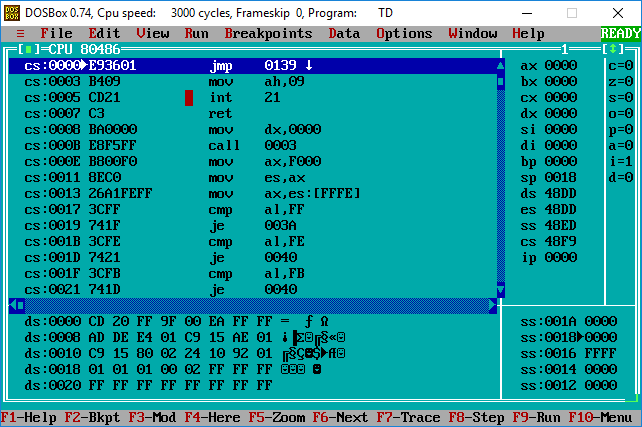 DOS BOX DOSBox 0.74, Cpu speed: 3000 cycles, Frameskip 0, Program: TD
≡ File Edit View Run Breakpoints Data Options Window Help READY
[■]=CPU 80486 1 [↕]
cs:0000►E93601 jmp 0139 ↓ ax 0000 c=0
cs:0003 B409 mov ah,09 bx 0000 z=0
cs:0005 CD21 int 21 cx 0000 s=0
cs:0007 C3 ret dx 0000 o=0
cs:0008 BA0000 mov dx,0000 si 0000 p=0
cs:000B E8F5FF call 0003 di 0000 a=0
cs:000E B800F0 mov ax,F000 bp 0000 i=1
cs:0011 8EC0 mov es,ax sp 0018 d=0
cs:0013 26A1FEFF mov ax,es:[FFFE] ds 48DD
cs:0017 3CFF cmp al,FF es 48DD
cs:0019 741F je 003A ss 48ED
cs:001B 3CFE cmp al,FE cs 48F9
cs:001D 7421 je 0040 ip 0000
cs:001F 3CFB cmp al,FB
cs:0021 741D je 0040
ds:0000 CD 20 FF 9F 00 EA FF FF = ƒ Ω ss:001A 0000
ds:0008 AD DE E4 01 C9 15 AE 01 ¡▐Σ☺╔§«☺ ss:0018►0000
ds:0010 C9 15 80 02 24 10 92 01 ╔§Ç☻$►Æ☺ ss:0016 FFFF
ds:0018 01 01 01 00 02 FF FF FF ☺☺☺ ☻ ss:0014 0000
ds:0020 FF FF FF FF FF FF FF FF ss:0012 0000
F1-Help F2-Bkpt F3-Mod F4-Here F5-Zoom F6-Next F7-Trace F8-Step F9-Run F10-Menu